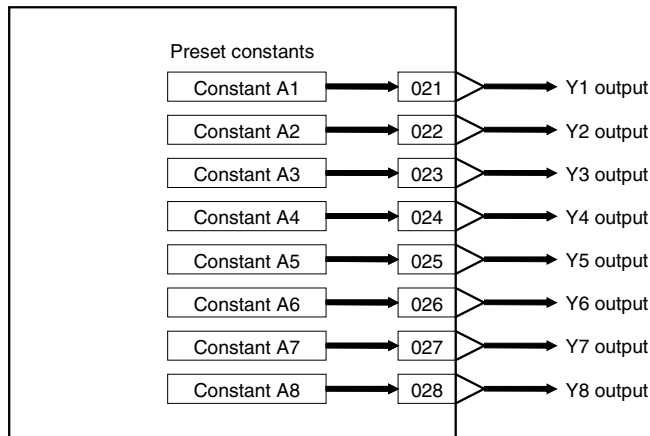 Preset constants
Constant A1 021 Y1 output
Constant A2 022 Y2 output
Constant A3 023 Y3 output
Constant A4 024 Y4 output
Constant A5 025 Y5 output
Constant A6 026 Y6 output
Constant A7 027 Y7 output
Constant A8 028 Y8 output